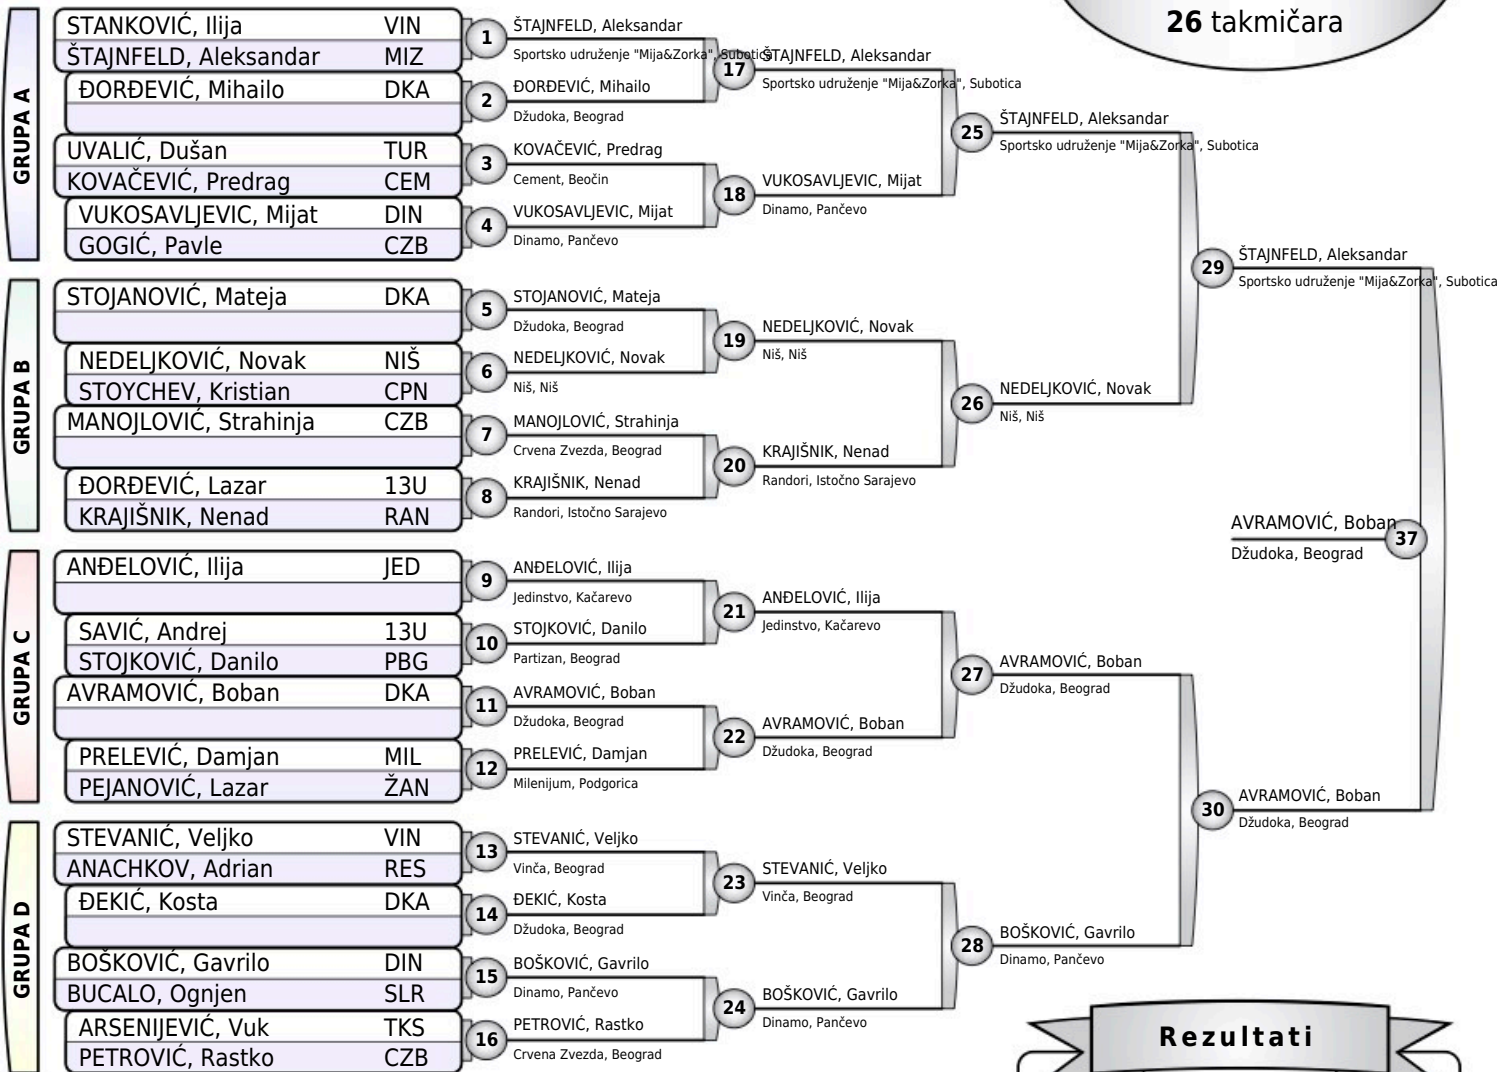 26 takmičara
GRUPA A
STANKOVIĆ, Ilija VIN
ŠTAJNFELD, Aleksandar MIZ
ĐORĐEVIĆ, Mihailo DKA
UVALIĆ, Dušan TUR
KOVAČEVIĆ, Predrag CEM
VUKOSAVLJEVIC, Mijat DIN
GOGIĆ, Pavle CZB
GRUPA B
STOJANOVIĆ, Mateja DKA
NEDELJKOVIĆ, Novak NIŠ
STOYCHEV, Kristian CPN
MANOJLOVIĆ, Strahinja CZB
ĐORĐEVIĆ, Lazar 13U
KRAJIŠNIK, Nenad RAN
GRUPA C
ANĐELOVIĆ, Ilija JED
SAVIĆ, Andrej 13U
STOJKOVIĆ, Danilo PBG
AVRAMOVIĆ, Boban DKA
PRELEVIĆ, Damjan MIL
PEJANOVIĆ, Lazar ŽAN
GRUPA D
STEVANIĆ, Veljko VIN
ANACHKOV, Adrian RES
ĐEKIĆ, Kosta DKA
BOŠKOVIĆ, Gavrilo DIN
BUCALO, Ognjen SLR
ARSENIJEVIĆ, Vuk TKS
PETROVIĆ, Rastko CZB
1 ŠTAJNFELD, Aleksandar
Sportsko udruženje "Mija&Zorka", Subotica
2 ĐORĐEVIĆ, Mihailo
Džudoka, Beograd
3 KOVAČEVIĆ, Predrag
Cement, Beočin
4 VUKOSAVLJEVIC, Mijat
Dinamo, Pančevo
5 STOJANOVIĆ, Mateja
Džudoka, Beograd
6 NEDELJKOVIĆ, Novak
Niš, Niš
7 MANOJLOVIĆ, Strahinja
Crvena Zvezda, Beograd
8 KRAJIŠNIK, Nenad
Randori, Istočno Sarajevo
9 ANĐELOVIĆ, Ilija
Jedinstvo, Kačarevo
10 STOJKOVIĆ, Danilo
Partizan, Beograd
11 AVRAMOVIĆ, Boban
Džudoka, Beograd
12 PRELEVIĆ, Damjan
Milenijum, Podgorica
13 STEVANIĆ, Veljko
Vinča, Beograd
14 ĐEKIĆ, Kosta
Džudoka, Beograd
15 BOŠKOVIĆ, Gavrilo
Dinamo, Pančevo
16 PETROVIĆ, Rastko
Crvena Zvezda, Beograd
17 ŠTAJNFELD, Aleksandar
Sportsko udruženje "Mija&Zorka", Subotica
18 VUKOSAVLJEVIC, Mijat
Dinamo, Pančevo
19 NEDELJKOVIĆ, Novak
Niš, Niš
20 KRAJIŠNIK, Nenad
Randori, Istočno Sarajevo
21 ANĐELOVIĆ, Ilija
Jedinstvo, Kačarevo
22 AVRAMOVIĆ, Boban
Džudoka, Beograd
23 STEVANIĆ, Veljko
Vinča, Beograd
24 BOŠKOVIĆ, Gavrilo
Dinamo, Pančevo
25 ŠTAJNFELD, Aleksandar
Sportsko udruženje "Mija&Zorka", Subotica
26 NEDELJKOVIĆ, Novak
Niš, Niš
27 AVRAMOVIĆ, Boban
Džudoka, Beograd
28 BOŠKOVIĆ, Gavrilo
Dinamo, Pančevo
29 ŠTAJNFELD, Aleksandar
Sportsko udruženje "Mija&Zorka", Subotica
30 AVRAMOVIĆ, Boban
Džudoka, Beograd
AVRAMOVIĆ, Boban 37
Džudoka, Beograd
Rezultati